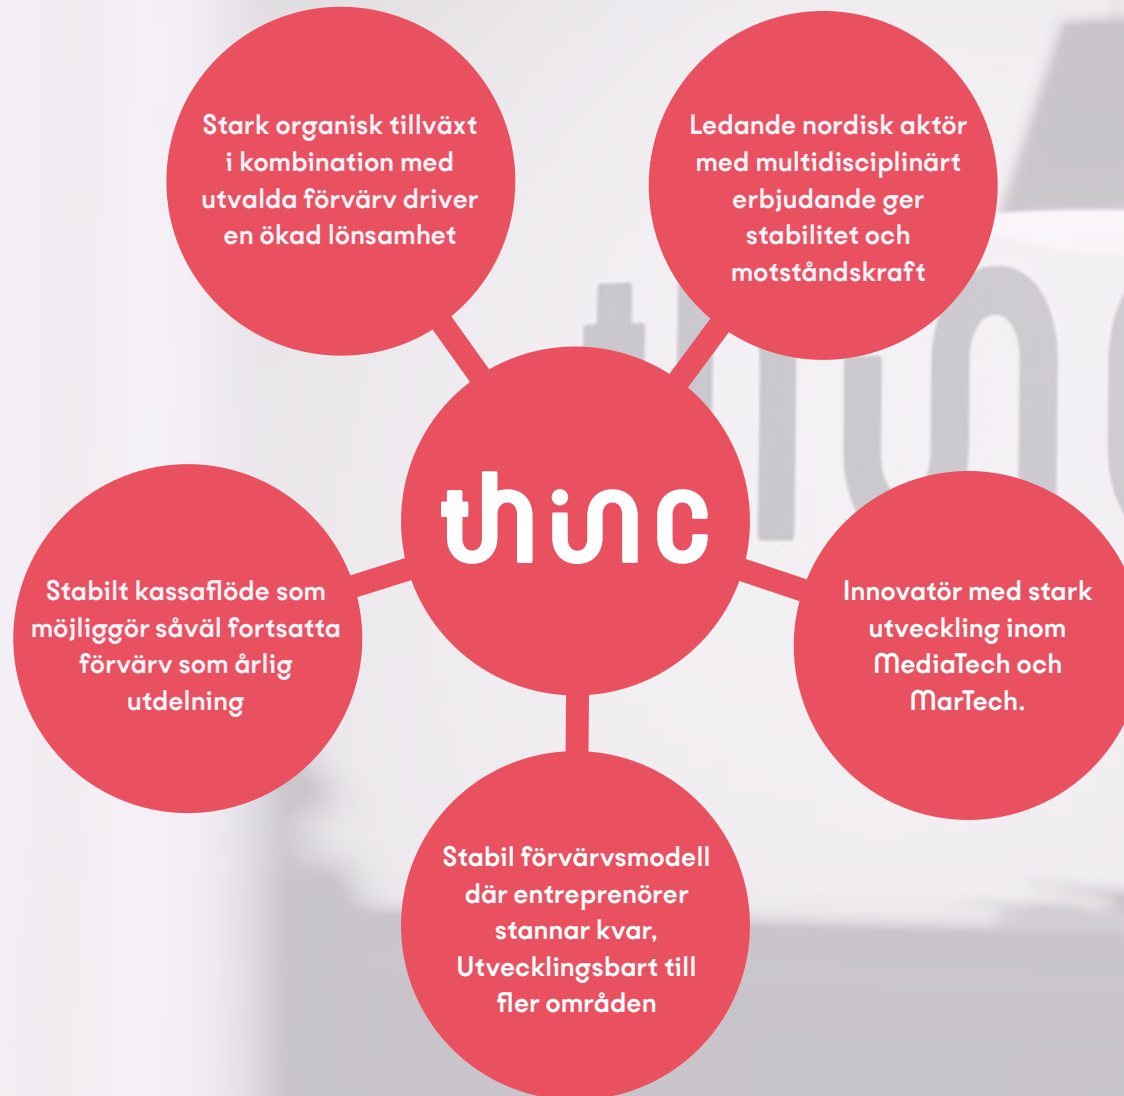 Stark organisk tillväxt
i kombination med
utvalda förvärv driver
en ökad lönsamhet
Ledande nordisk aktör
med multidisciplinärt
erbjudande ger
stabilitet och
motståndskraft
thinc
thinc
Stabilt kassaflöde som
möjliggör såväl fortsatta
förvärv som årlig
utdelning
Innovatör med stark
utveckling inom
MediaTech och
MarTech.
Stabil förvärvsmodell
där entreprenörer
stannar kvar,
Utvecklingsbart till
fler områden